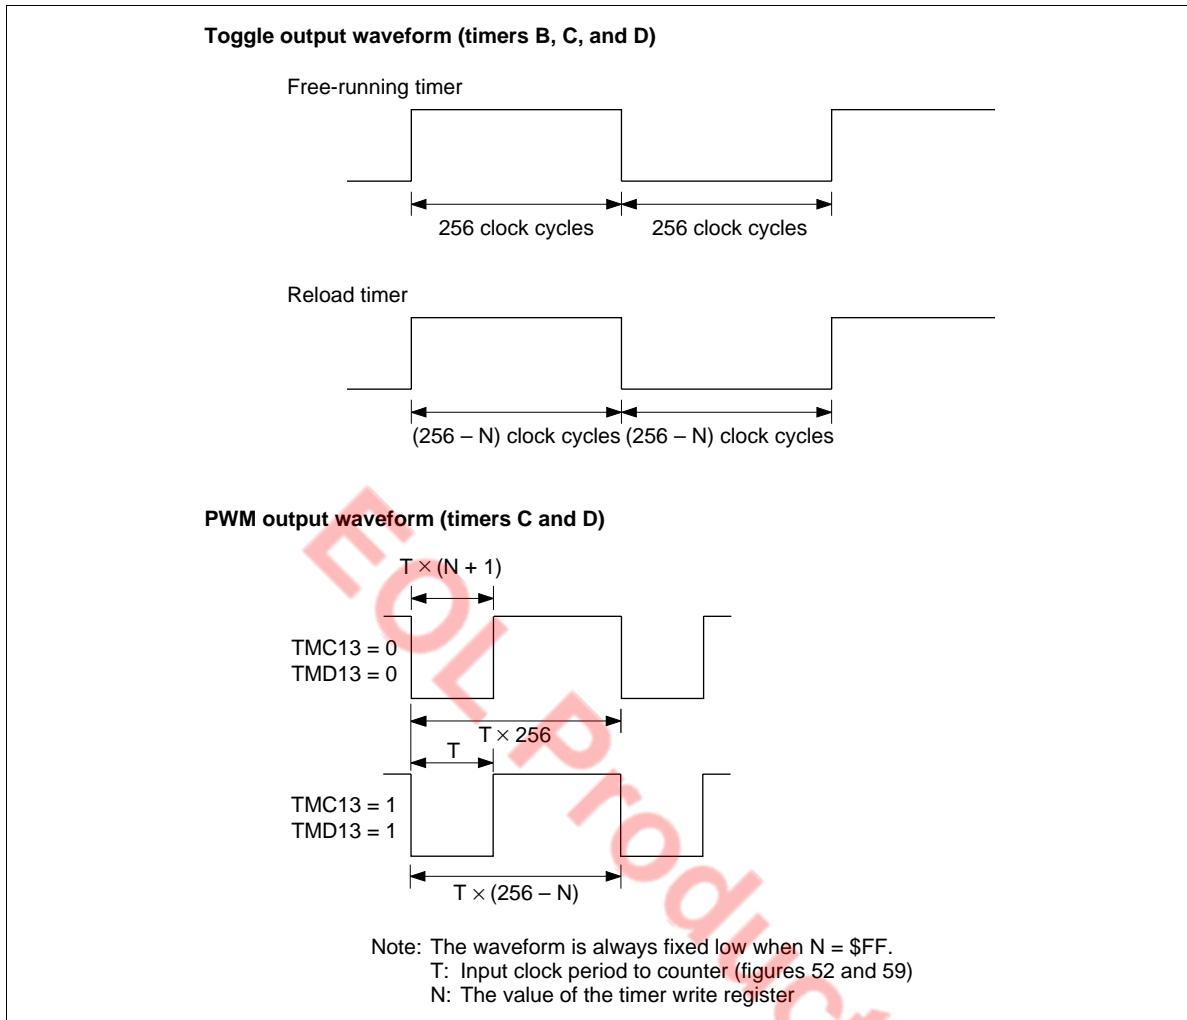 Toggle output waveform (timers B, C, and D)
Free-running timer
256 clock cycles 256 clock cycles
Reload timer
(256 – N) clock cycles (256 – N) clock cycles
PWM output waveform (timers C and D)
T × (N + 1)
TMC13 = 0
TMD13 = 0
T × 256
T
TMC13 = 1
TMD13 = 1
T × (256 – N)
Note: The waveform is always fixed low when N = $FF.
T: Input clock period to counter (figures 52 and 59)
N: The value of the timer write register
EOL Product